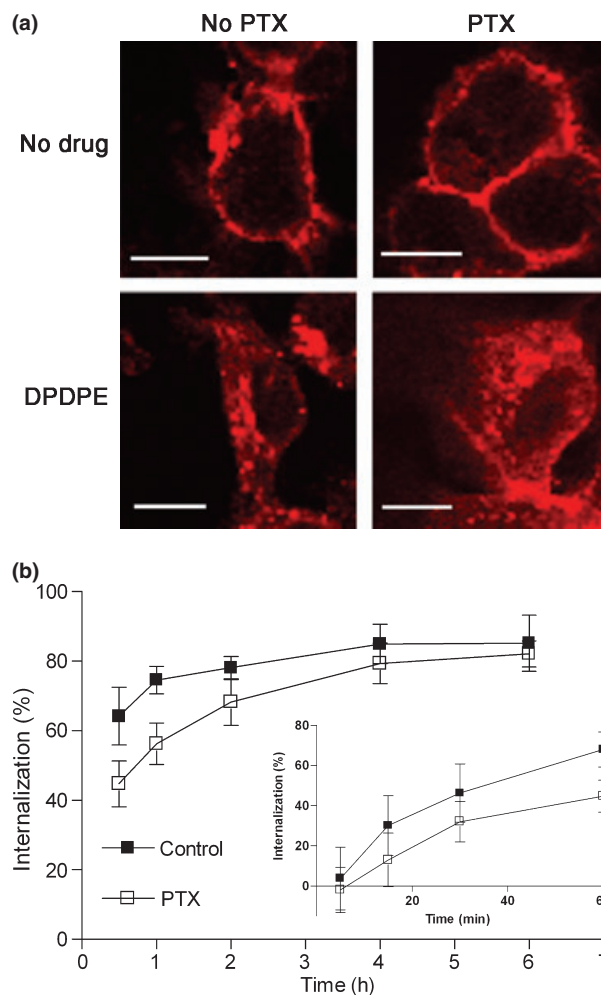 (a)
No PTX PTX
No drug
DPDPE
(b)
100
80
60
40
20
0
Internalization (%)
Control
PTX
0 1 2 3 4 5 6
Time (h)
80
60
40
20
0
Internalization (%)
20 40
Time (min)